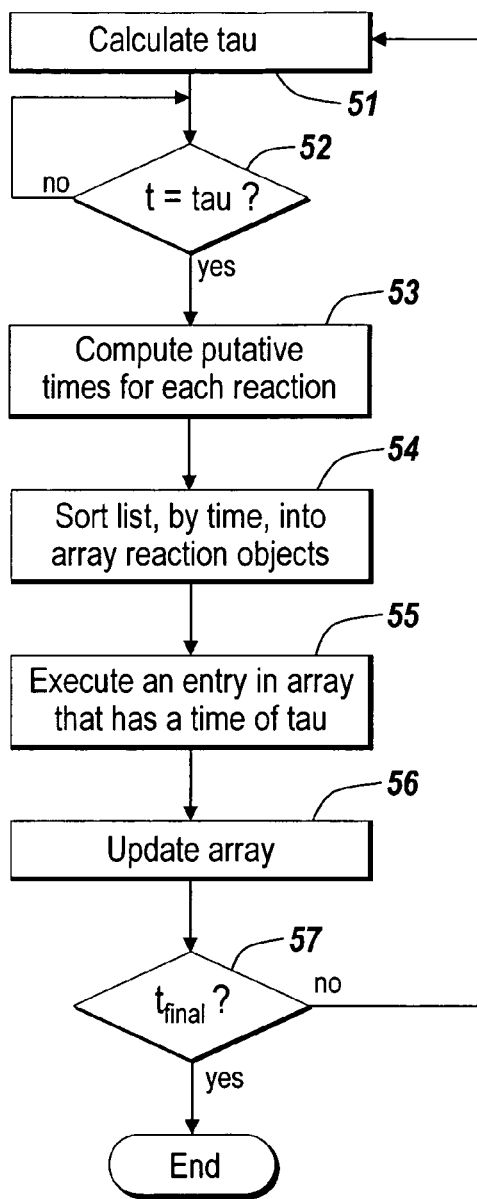 Calculate tau
51
52
no
t = tau ?
yes
53
Compute putative
times for each reaction
54
Sort list, by time, into
array reaction objects
55
Execute an entry in array
that has a time of tau
56
Update array
57
t_final ?
no
yes
End